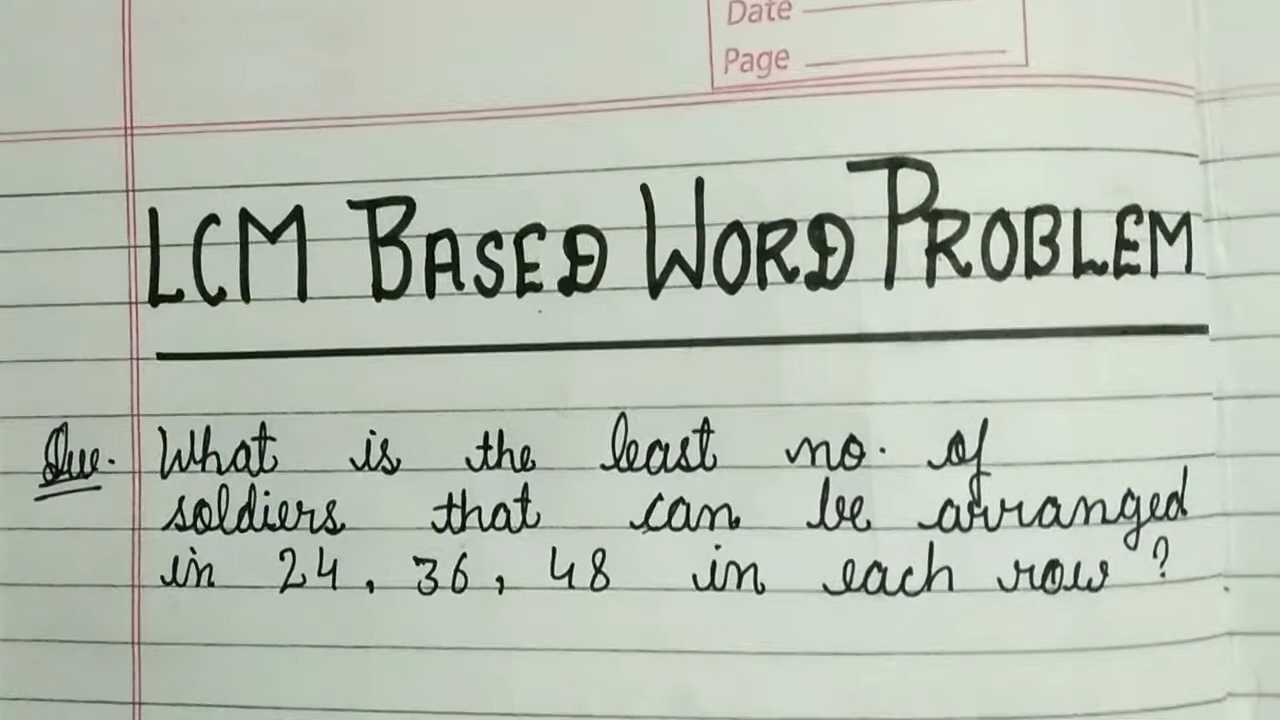 Date
Page
LCM BASED WORD PROBLEM
Que. What is the least no. of
soldiers that can be arranged
in 24, 36, 48 in each row ?